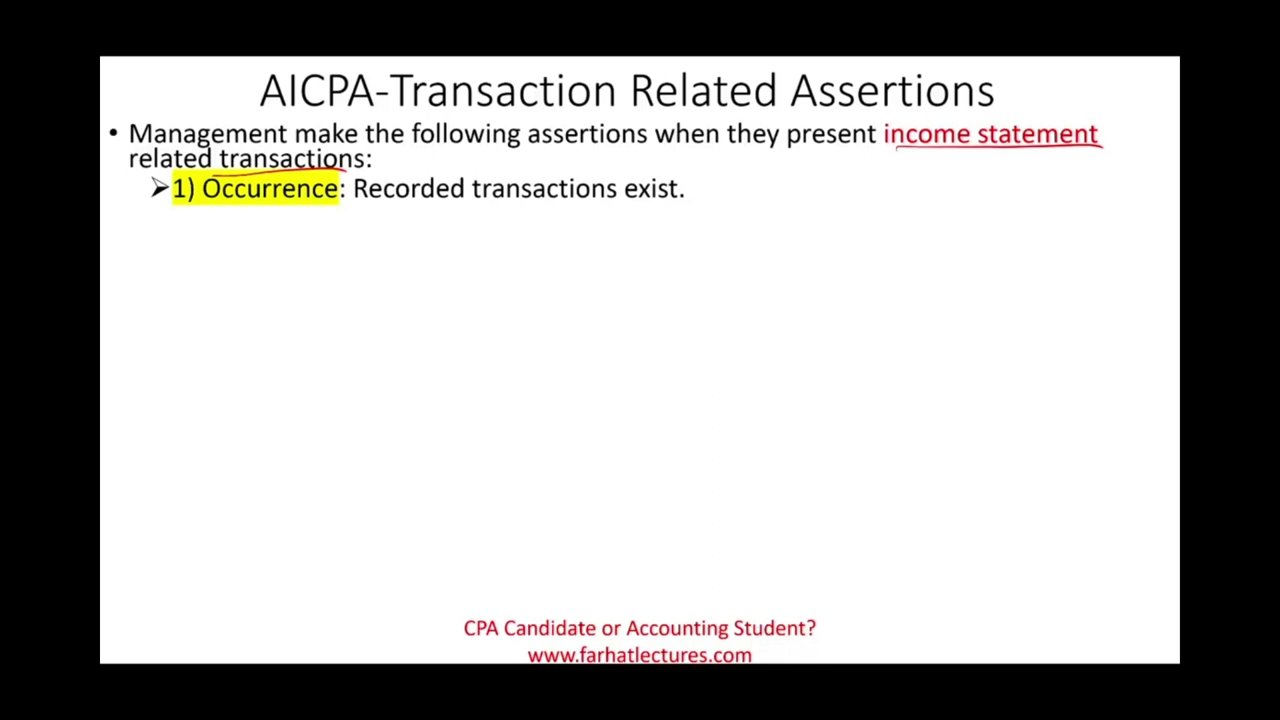 AICPA-Transaction Related Assertions
• Management make the following assertions when they present income statement
related transactions:
➢1) Occurrence: Recorded transactions exist.
CPA Candidate or Accounting Student?
www.farhatlectures.com